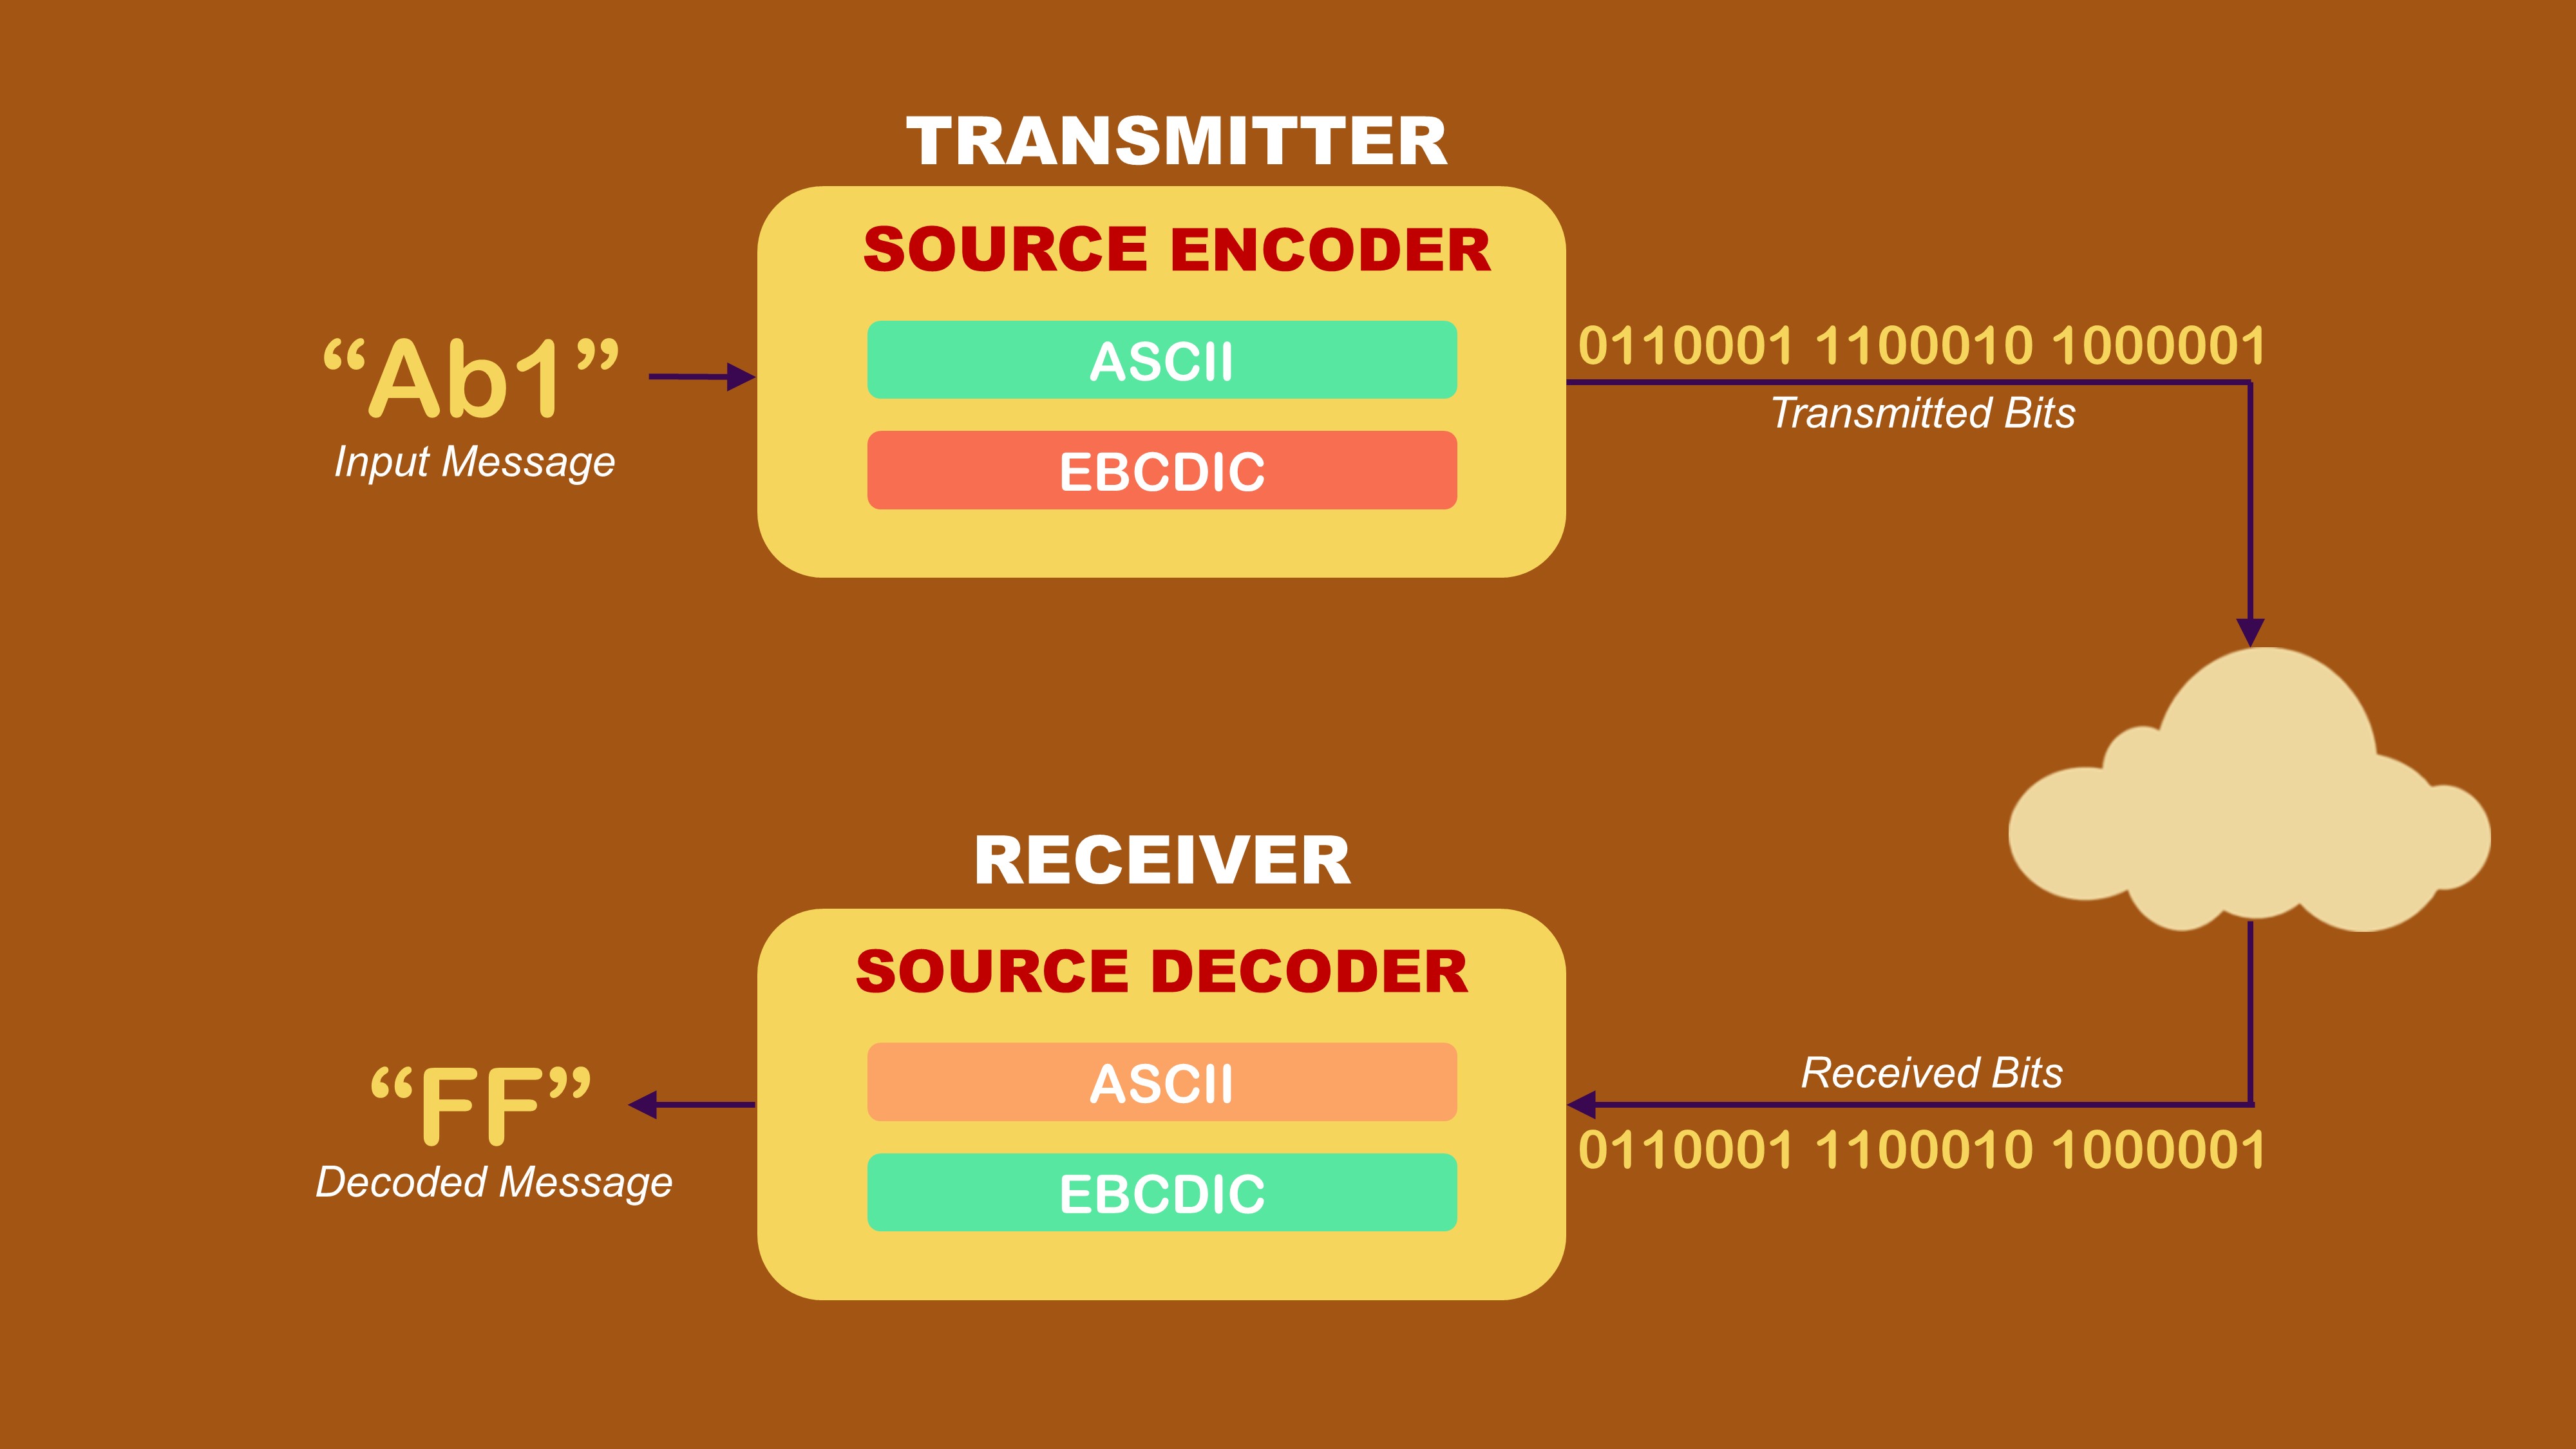 TRANSMITTER
SOURCE ENCODER
ASCII
EBCDIC
“Ab1”
Input Message
0110001 1100010 1000001
Transmitted Bits
RECEIVER
SOURCE DECODER
ASCII
EBCDIC
Received Bits
0110001 1100010 1000001
“FF”
Decoded Message